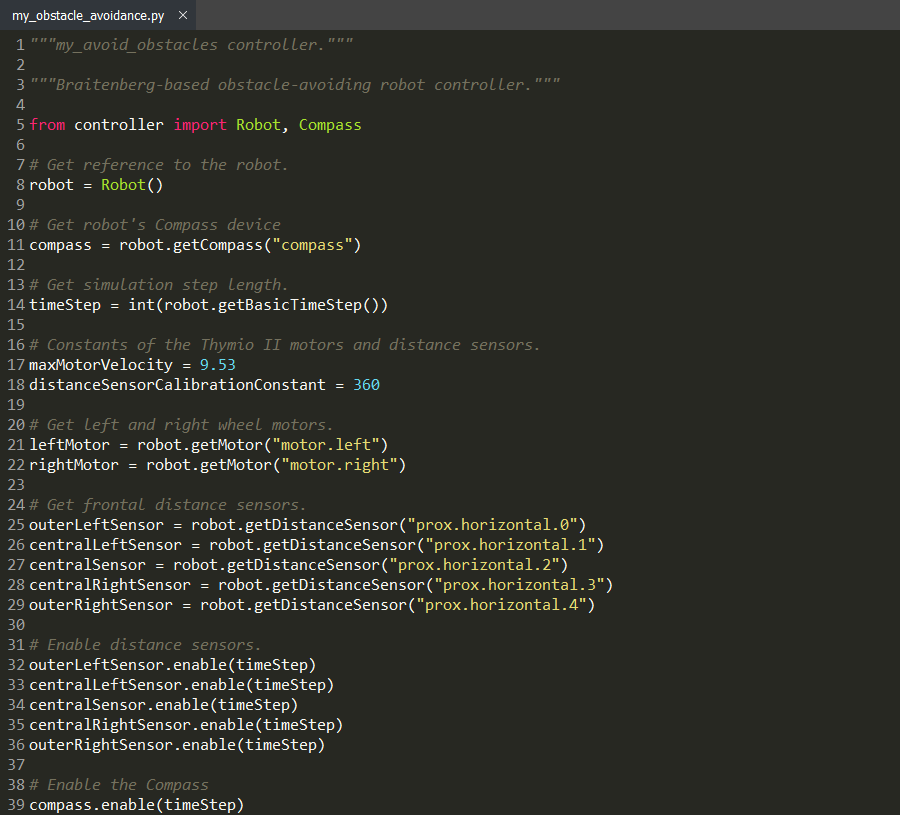 my_obstacle_avoidance.py ×
1 """my_avoid_obstacles controller."""
2
3 """Braitenberg-based obstacle-avoiding robot controller."""
4
5 from controller import Robot, Compass
6
7 # Get reference to the robot.
8 robot = Robot()
9
10 # Get robot's Compass device
11 compass = robot.getCompass("compass")
12
13 # Get simulation step length.
14 timeStep = int(robot.getBasicTimeStep())
15
16 # Constants of the Thymio II motors and distance sensors.
17 maxMotorVelocity = 9.53
18 distanceSensorCalibrationConstant = 360
19
20 # Get left and right wheel motors.
21 leftMotor = robot.getMotor("motor.left")
22 rightMotor = robot.getMotor("motor.right")
23
24 # Get frontal distance sensors.
25 outerLeftSensor = robot.getDistanceSensor("prox.horizontal.0")
26 centralLeftSensor = robot.getDistanceSensor("prox.horizontal.1")
27 centralSensor = robot.getDistanceSensor("prox.horizontal.2")
28 centralRightSensor = robot.getDistanceSensor("prox.horizontal.3")
29 outerRightSensor = robot.getDistanceSensor("prox.horizontal.4")
30
31 # Enable distance sensors.
32 outerLeftSensor.enable(timeStep)
33 centralLeftSensor.enable(timeStep)
34 centralSensor.enable(timeStep)
35 centralRightSensor.enable(timeStep)
36 outerRightSensor.enable(timeStep)
37
38 # Enable the Compass
39 compass.enable(timeStep)